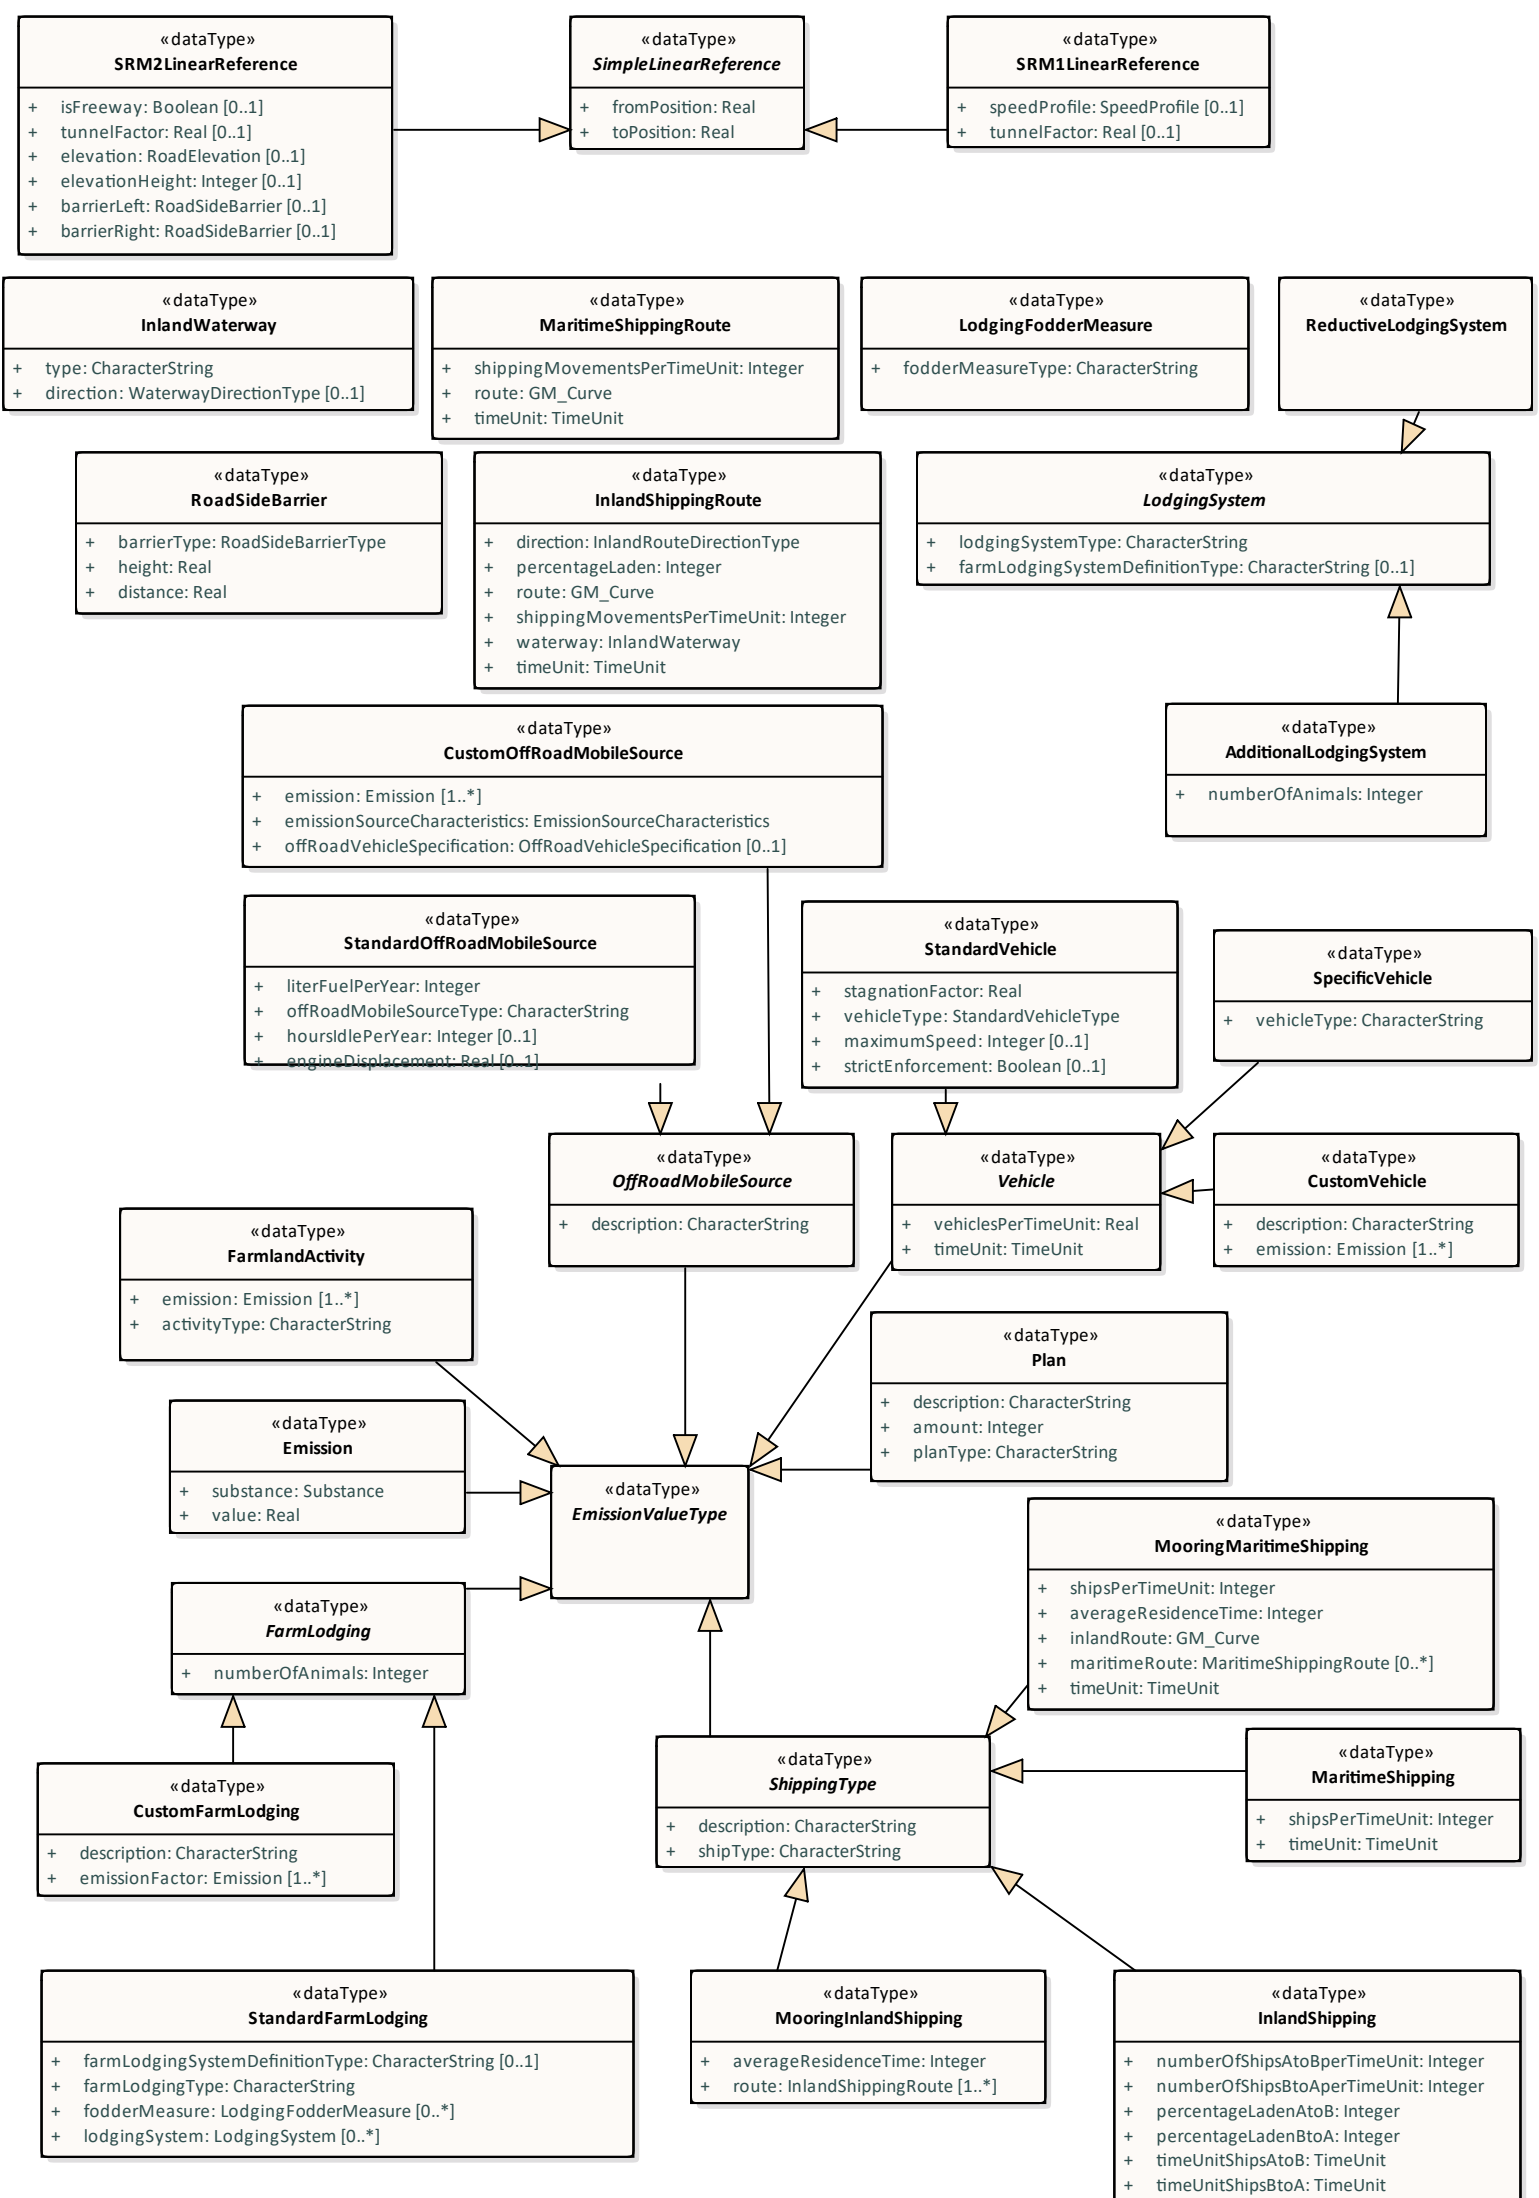 «dataType»
SRM2LinearReference
+ isFreeway: Boolean [0..1]
+ tunnelFactor: Real [0..1]
+ elevation: RoadElevation [0..1]
+ elevationHeight: Integer [0..1]
+ barrierLeft: RoadSideBarrier [0..1]
+ barrierRight: RoadSideBarrier [0..1]
«dataType»
SimpleLinearReference
+ fromPosition: Real
+ toPosition: Real
«dataType»
SRM1LinearReference
+ speedProfile: SpeedProfile [0..1]
+ tunnelFactor: Real [0..1]
«dataType»
InlandWaterway
+ type: CharacterString
+ direction: WaterwayDirectionType [0..1]
«dataType»
MaritimeShippingRoute
+ shippingMovementsPerTimeUnit: Integer
+ route: GM_Curve
+ timeUnit: TimeUnit
«dataType»
LodgingFodderMeasure
+ fodderMeasureType: CharacterString
«dataType»
ReductiveLodgingSystem
«dataType»
RoadSideBarrier
+ barrierType: RoadSideBarrierType
+ height: Real
+ distance: Real
«dataType»
InlandShippingRoute
+ direction: InlandRouteDirectionType
+ percentageLaden: Integer
+ route: GM_Curve
+ shippingMovementsPerTimeUnit: Integer
+ waterway: InlandWaterway
+ timeUnit: TimeUnit
«dataType»
LodgingSystem
+ lodgingSystemType: CharacterString
+ farmLodgingSystemDefinitionType: CharacterString [0..1]
«dataType»
CustomOffRoadMobileSource
+ emission: Emission [1..*]
+ emissionSourceCharacteristics: EmissionSourceCharacteristics
+ offRoadVehicleSpecification: OffRoadVehicleSpecification [0..1]
«dataType»
AdditionalLodgingSystem
+ numberOfAnimals: Integer
«dataType»
StandardOffRoadMobileSource
+ literFuelPerYear: Integer
+ offRoadMobileSourceType: CharacterString
+ hoursIdlePerYear: Integer [0..1]
+ engineDisplacement: Real [0..1]
«dataType»
StandardVehicle
+ stagnationFactor: Real
+ vehicleType: StandardVehicleType
+ maximumSpeed: Integer [0..1]
+ strictEnforcement: Boolean [0..1]
«dataType»
SpecificVehicle
+ vehicleType: CharacterString
«dataType»
OffRoadMobileSource
+ description: CharacterString
«dataType»
Vehicle
+ vehiclesPerTimeUnit: Real
+ timeUnit: TimeUnit
«dataType»
CustomVehicle
+ description: CharacterString
+ emission: Emission [1..*]
«dataType»
FarmlandActivity
+ emission: Emission [1..*]
+ activityType: CharacterString
«dataType»
Plan
+ description: CharacterString
+ amount: Integer
+ planType: CharacterString
«dataType»
Emission
+ substance: Substance
+ value: Real
«dataType»
EmissionValueType
«dataType»
MooringMaritimeShipping
+ shipsPerTimeUnit: Integer
+ averageResidenceTime: Integer
+ inlandRoute: GM_Curve
+ maritimeRoute: MaritimeShippingRoute [0..*]
+ timeUnit: TimeUnit
«dataType»
FarmLodging
+ numberOfAnimals: Integer
«dataType»
ShippingType
+ description: CharacterString
+ shipType: CharacterString
«dataType»
MaritimeShipping
+ shipsPerTimeUnit: Integer
+ timeUnit: TimeUnit
«dataType»
CustomFarmLodging
+ description: CharacterString
+ emissionFactor: Emission [1..*]
«dataType»
StandardFarmLodging
+ farmLodgingSystemDefinitionType: CharacterString [0..1]
+ farmLodgingType: CharacterString
+ fodderMeasure: LodgingFodderMeasure [0..*]
+ lodgingSystem: LodgingSystem [0..*]
«dataType»
MooringInlandShipping
+ averageResidenceTime: Integer
+ route: InlandShippingRoute [1..*]
«dataType»
InlandShipping
+ numberOfShipsAtoBperTimeUnit: Integer
+ numberOfShipsBtoAperTimeUnit: Integer
+ percentageLadenAtoB: Integer
+ percentageLadenBtoA: Integer
+ timeUnitShipsAtoB: TimeUnit
+ timeUnitShipsBtoA: TimeUnit